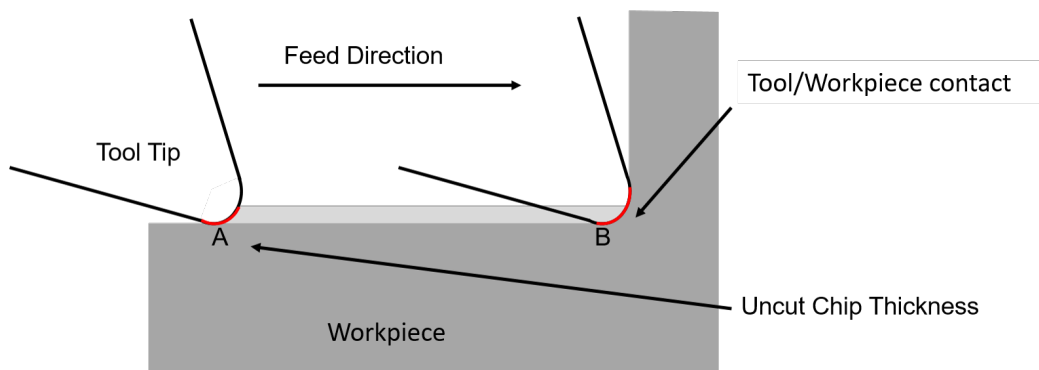 Feed Direction
Tool/Workpiece contact
Tool Tip
A
B
Uncut Chip Thickness
Workpiece